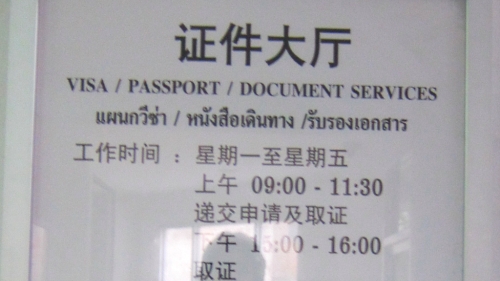 证件大厅
VISA / PASSPORT / DOCUMENT SERVICES
แผนกวีซ่า / หนังสือเดินทาง /รับรองเอกสาร
工作时间 ：星期一至星期五
上午 09:00 - 11:30
递交申请及取证
下午 15:00 - 16:00
取证